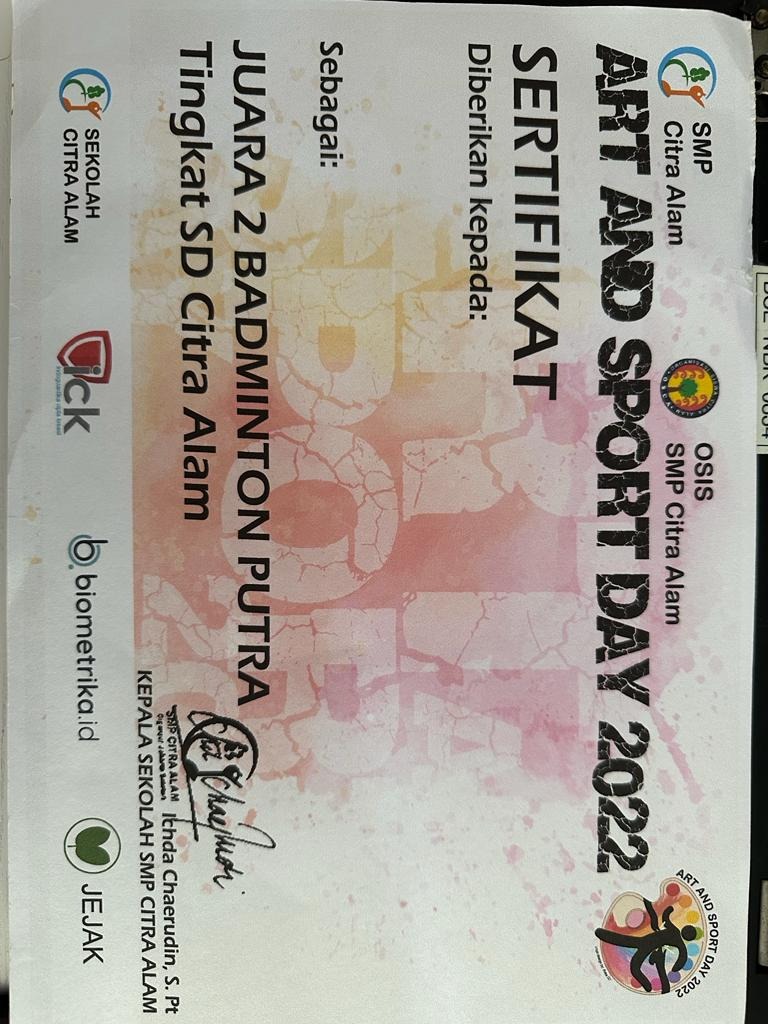 SMP
Citra Alam
OSIS
SMP Citra Alam
ART AND SPORT DAY 2022
ART AND SPORT DAY 2022
SERTIFIKAT
Diberikan kepada:
Sebagai:
JUARA 2 BADMINTON PUTRA
Tingkat SD Citra Alam
SMP CITRA ALAM
Ichda Chaerudin, S. Pt
KEPALA SEKOLAH SMP CITRA ALAM
SEKOLAH
CITRA ALAM
ick
b. biometrika.id
JEJAK